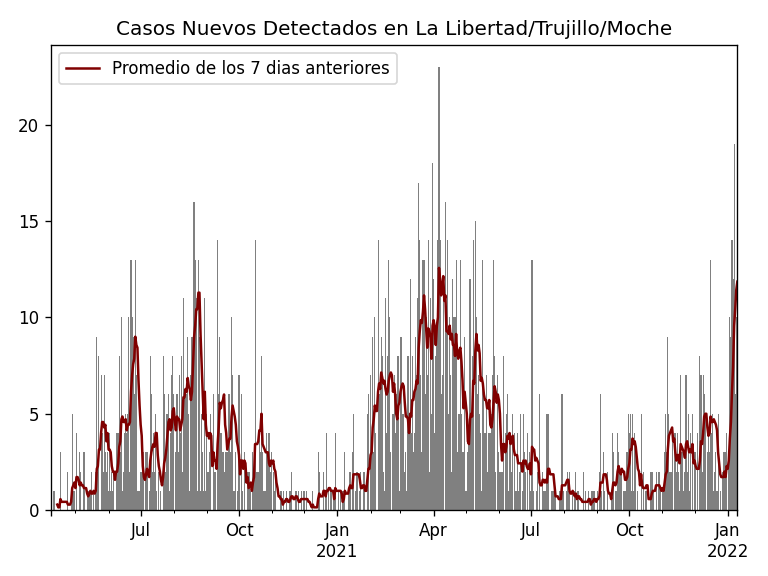 Casos Nuevos Detectados en La Libertad/Trujillo/Moche
Promedio de los 7 dias anteriores
20
15
10
5
0
Jul Oct Jan Apr Jul Oct Jan
2021 2022